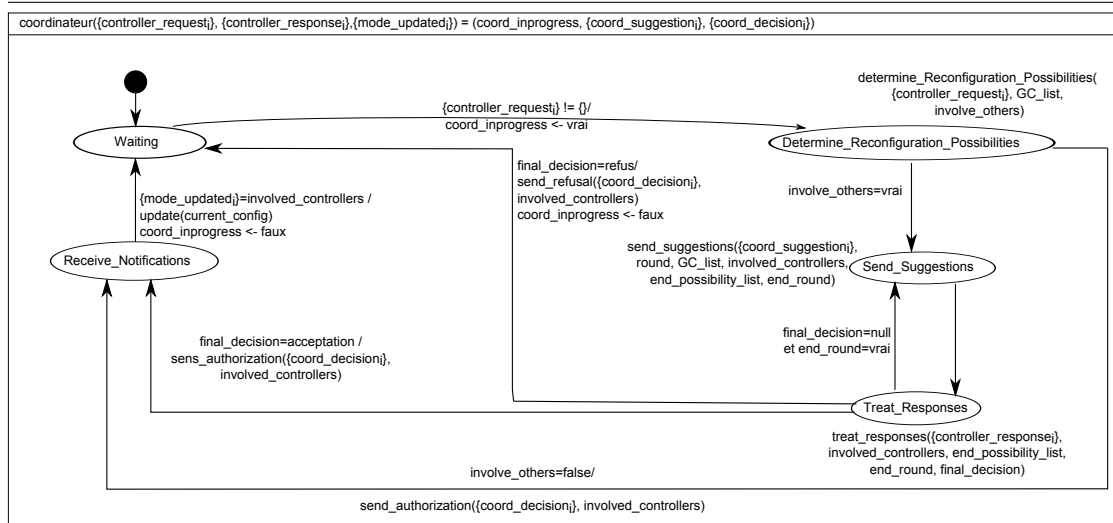 coordinateur({controller_requestᵢ}, {controller_responseᵢ},{mode_updatedᵢ}) = (coord_inprogress, {coord_suggestionᵢ}, {coord_decisionᵢ})
determine_Reconfiguration_Possibilities(
{controller_requestᵢ}, GC_list,
involve_others)
{controller_requestᵢ} != {}/
coord_inprogress <- vrai
Waiting
Determine_Reconfiguration_Possibilities
final_decision=refus/
send_refusal({coord_decisionᵢ},
involved_controllers)
coord_inprogress <- faux
involve_others=vrai
{mode_updatedᵢ}=involved_controllers /
update(current_config)
coord_inprogress <- faux
Receive_Notifications
send_suggestions({coord_suggestionᵢ},
round, GC_list, involved_controllers,
end_possibility_list, end_round)
Send_Suggestions
final_decision=acceptation /
sens_authorization({coord_decisionᵢ},
involved_controllers)
final_decision=null
et end_round=vrai
Treat_Responses
treat_responses({controller_responseᵢ},
involved_controllers, end_possibility_list,
end_round, final_decision)
involve_others=false/
send_authorization({coord_decisionᵢ}, involved_controllers)